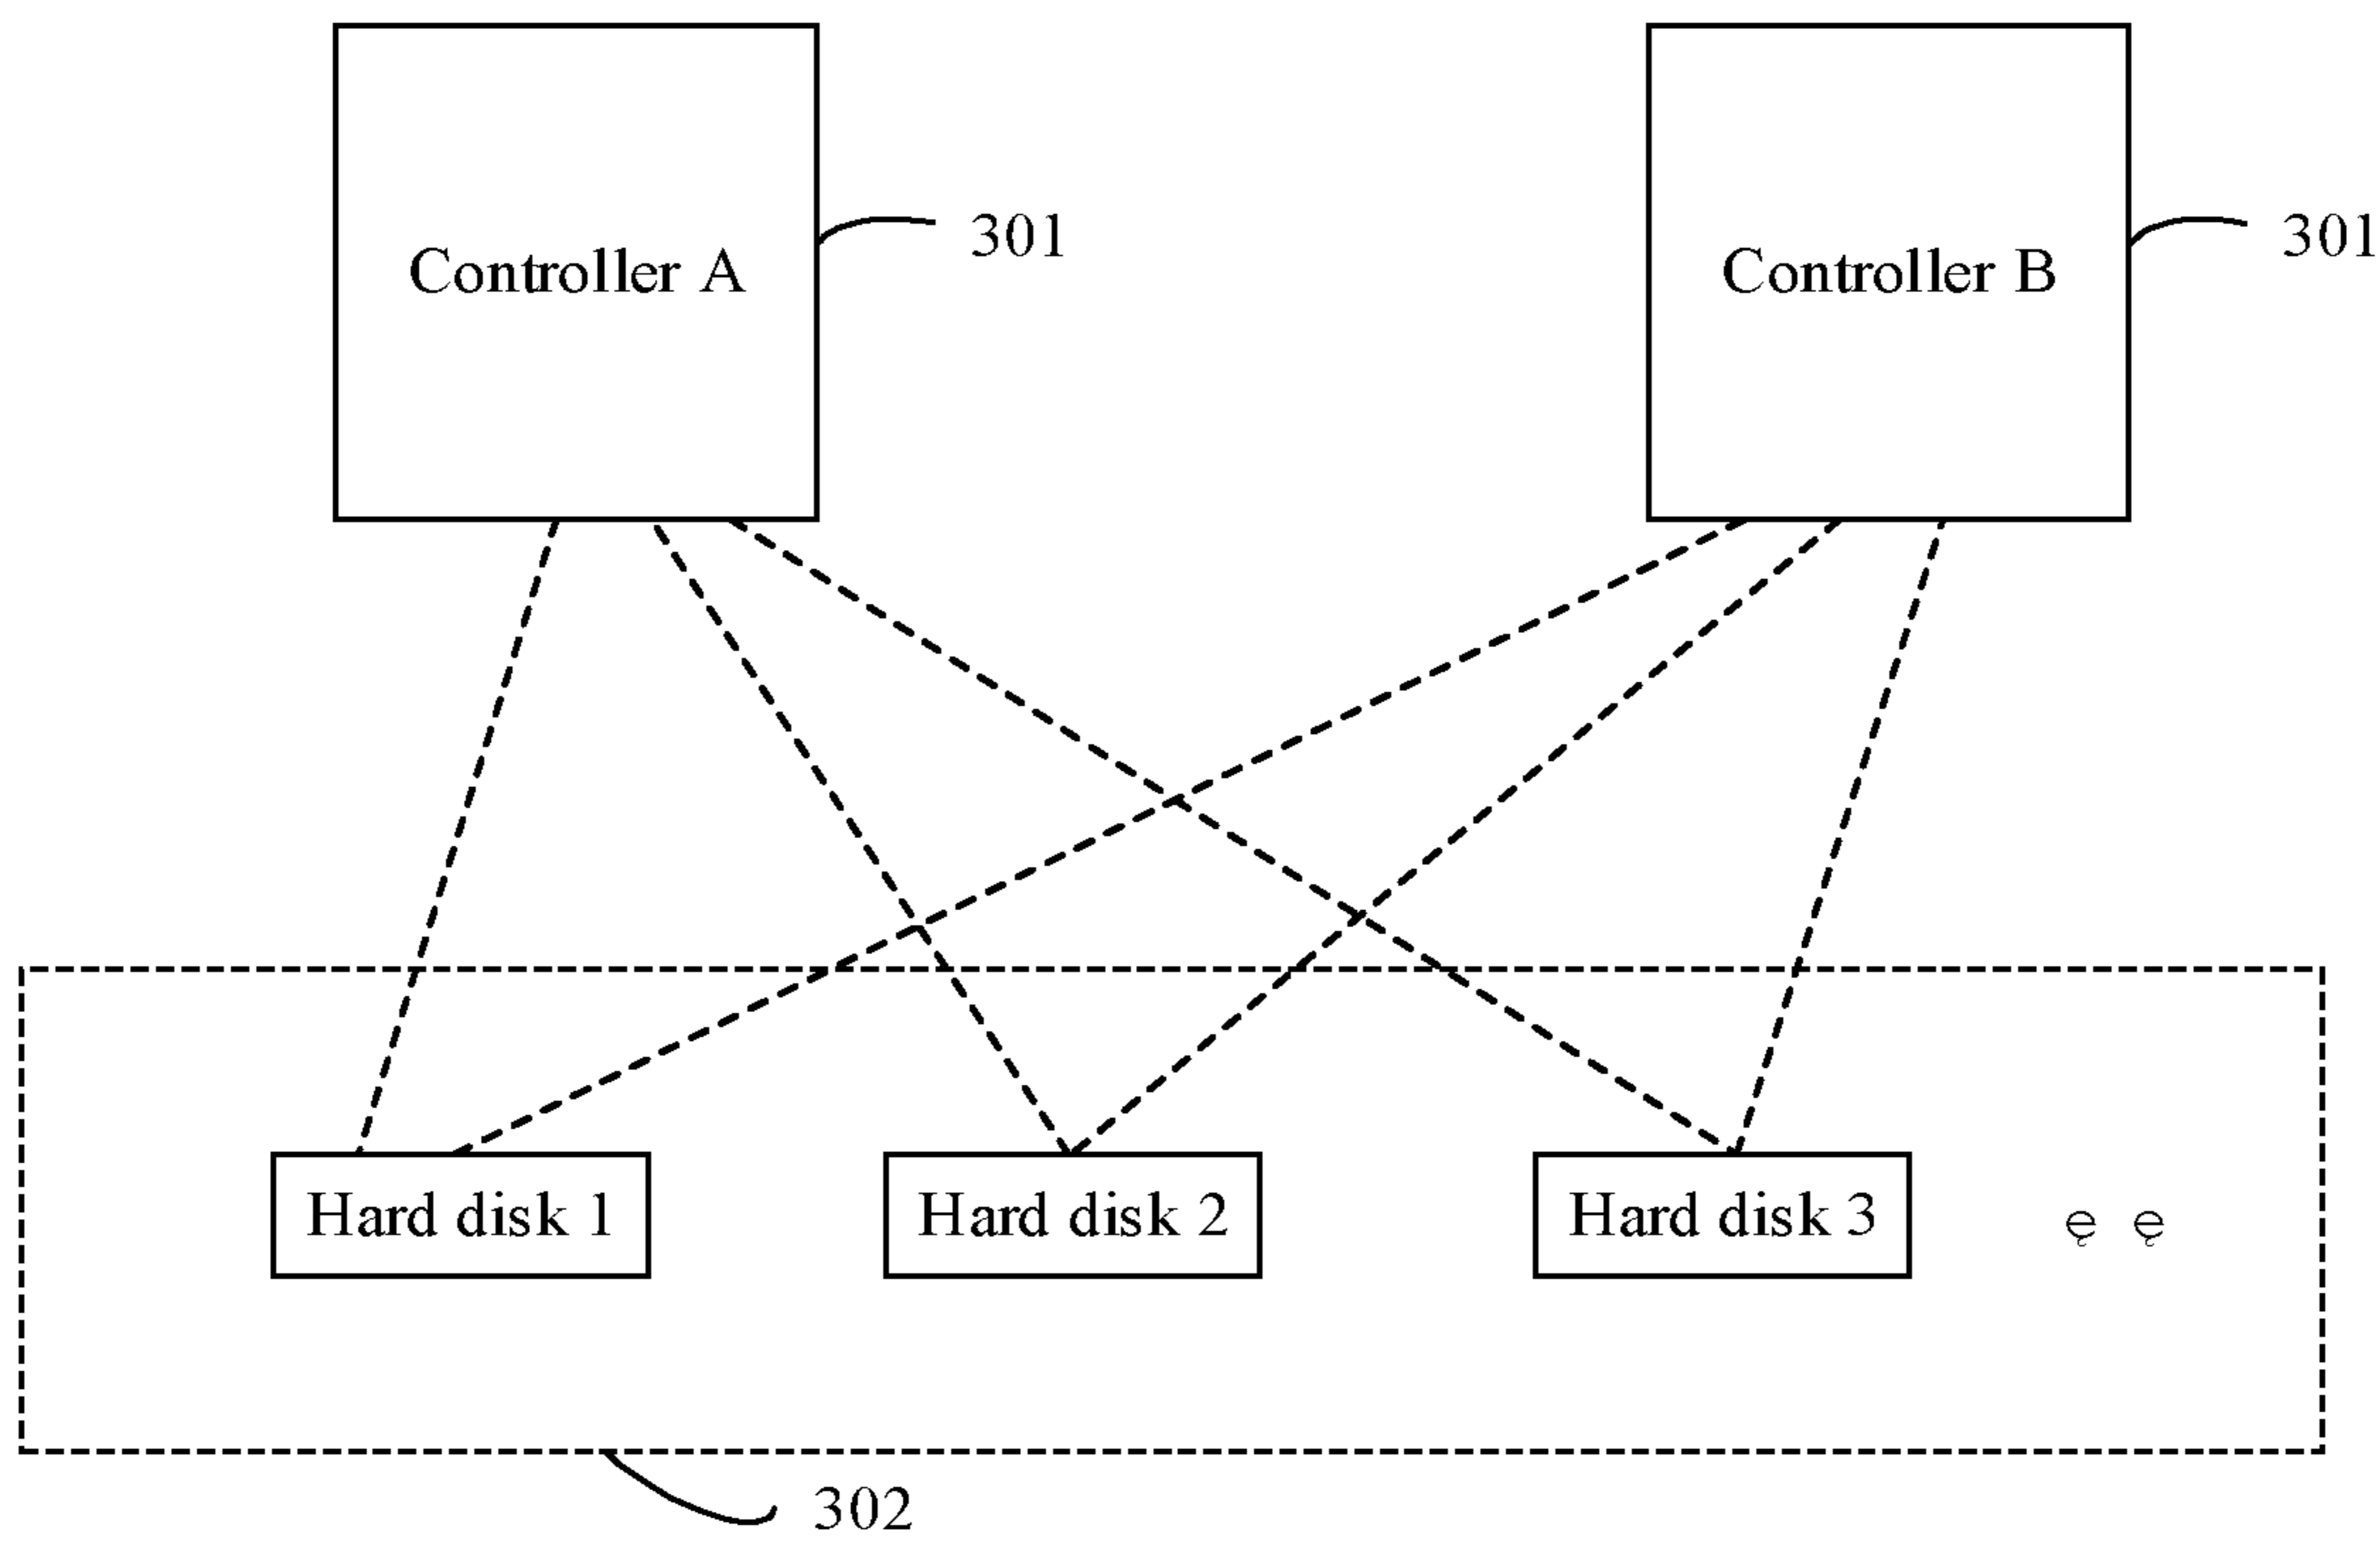 Controller A
301
Controller B
301
Hard disk 1
Hard disk 2
Hard disk 3
ę ę
302